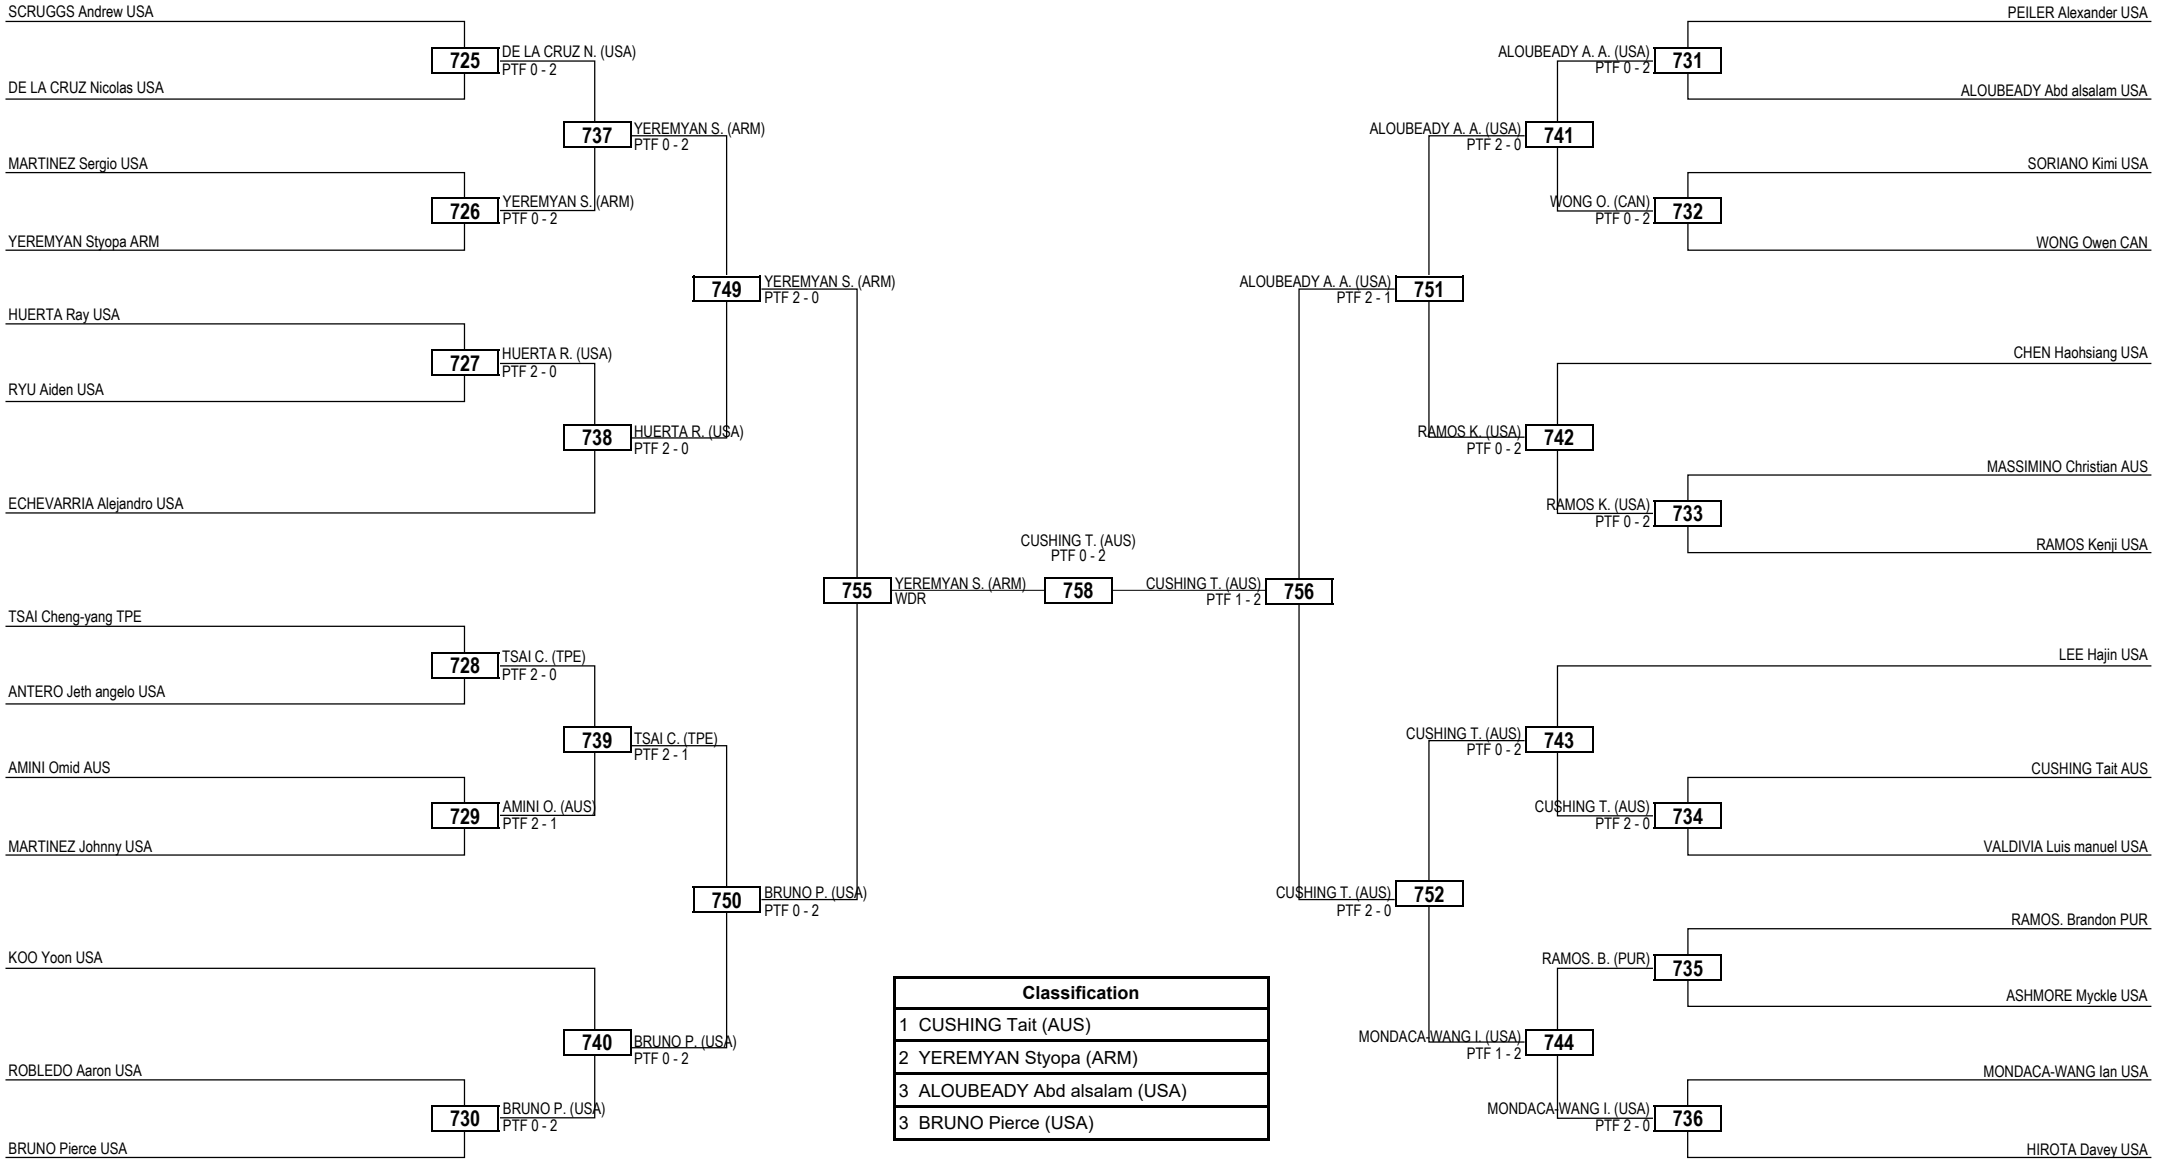 SCRUGGS Andrew USA
725
DE LA CRUZ N. (USA)
PTF 0 - 2
DE LA CRUZ Nicolas USA
737
YEREMYAN S. (ARM)
PTF 0 - 2
MARTINEZ Sergio USA
726
YEREMYAN S. (ARM)
PTF 0 - 2
YEREMYAN Styopa ARM
749
YEREMYAN S. (ARM)
PTF 2 - 0
HUERTA Ray USA
727
HUERTA R. (USA)
PTF 2 - 0
RYU Aiden USA
738
HUERTA R. (USA)
PTF 2 - 0
ECHEVARRIA Alejandro USA
755
YEREMYAN S. (ARM)
WDR
TSAI Cheng-yang TPE
728
TSAI C. (TPE)
PTF 2 - 0
ANTERO Jeth angelo USA
739
TSAI C. (TPE)
PTF 2 - 1
AMINI Omid AUS
729
AMINI O. (AUS)
PTF 2 - 1
MARTINEZ Johnny USA
750
BRUNO P. (USA)
PTF 0 - 2
KOO Yoon USA
740
BRUNO P. (USA)
PTF 0 - 2
ROBLEDO Aaron USA
730
BRUNO P. (USA)
PTF 0 - 2
BRUNO Pierce USA
CUSHING T. (AUS)
PTF 0 - 2
758
CUSHING T. (AUS)
PTF 1 - 2
756
PEILER Alexander USA
ALOUBEADY A. A. (USA)
PTF 0 - 2
731
ALOUBEADY Abd alsalam USA
ALOUBEADY A. A. (USA)
PTF 2 - 0
741
SORIANO Kimi USA
WONG O. (CAN)
PTF 0 - 2
732
WONG Owen CAN
ALOUBEADY A. A. (USA)
PTF 2 - 1
751
CHEN Haohsiang USA
RAMOS K. (USA)
PTF 0 - 2
742
MASSIMINO Christian AUS
RAMOS K. (USA)
PTF 0 - 2
733
RAMOS Kenji USA
LEE Hajin USA
CUSHING T. (AUS)
PTF 0 - 2
743
CUSHING Tait AUS
CUSHING T. (AUS)
PTF 2 - 0
734
VALDIVIA Luis manuel USA
CUSHING T. (AUS)
PTF 2 - 0
752
RAMOS. Brandon PUR
RAMOS. B. (PUR)
735
ASHMORE Myckle USA
MONDACA-WANG I. (USA)
PTF 1 - 2
744
MONDACA-WANG Ian USA
MONDACA-WANG I. (USA)
PTF 2 - 0
736
HIROTA Davey USA
Classification
1 CUSHING Tait (AUS)
2 YEREMYAN Styopa (ARM)
3 ALOUBEADY Abd alsalam (USA)
3 BRUNO Pierce (USA)